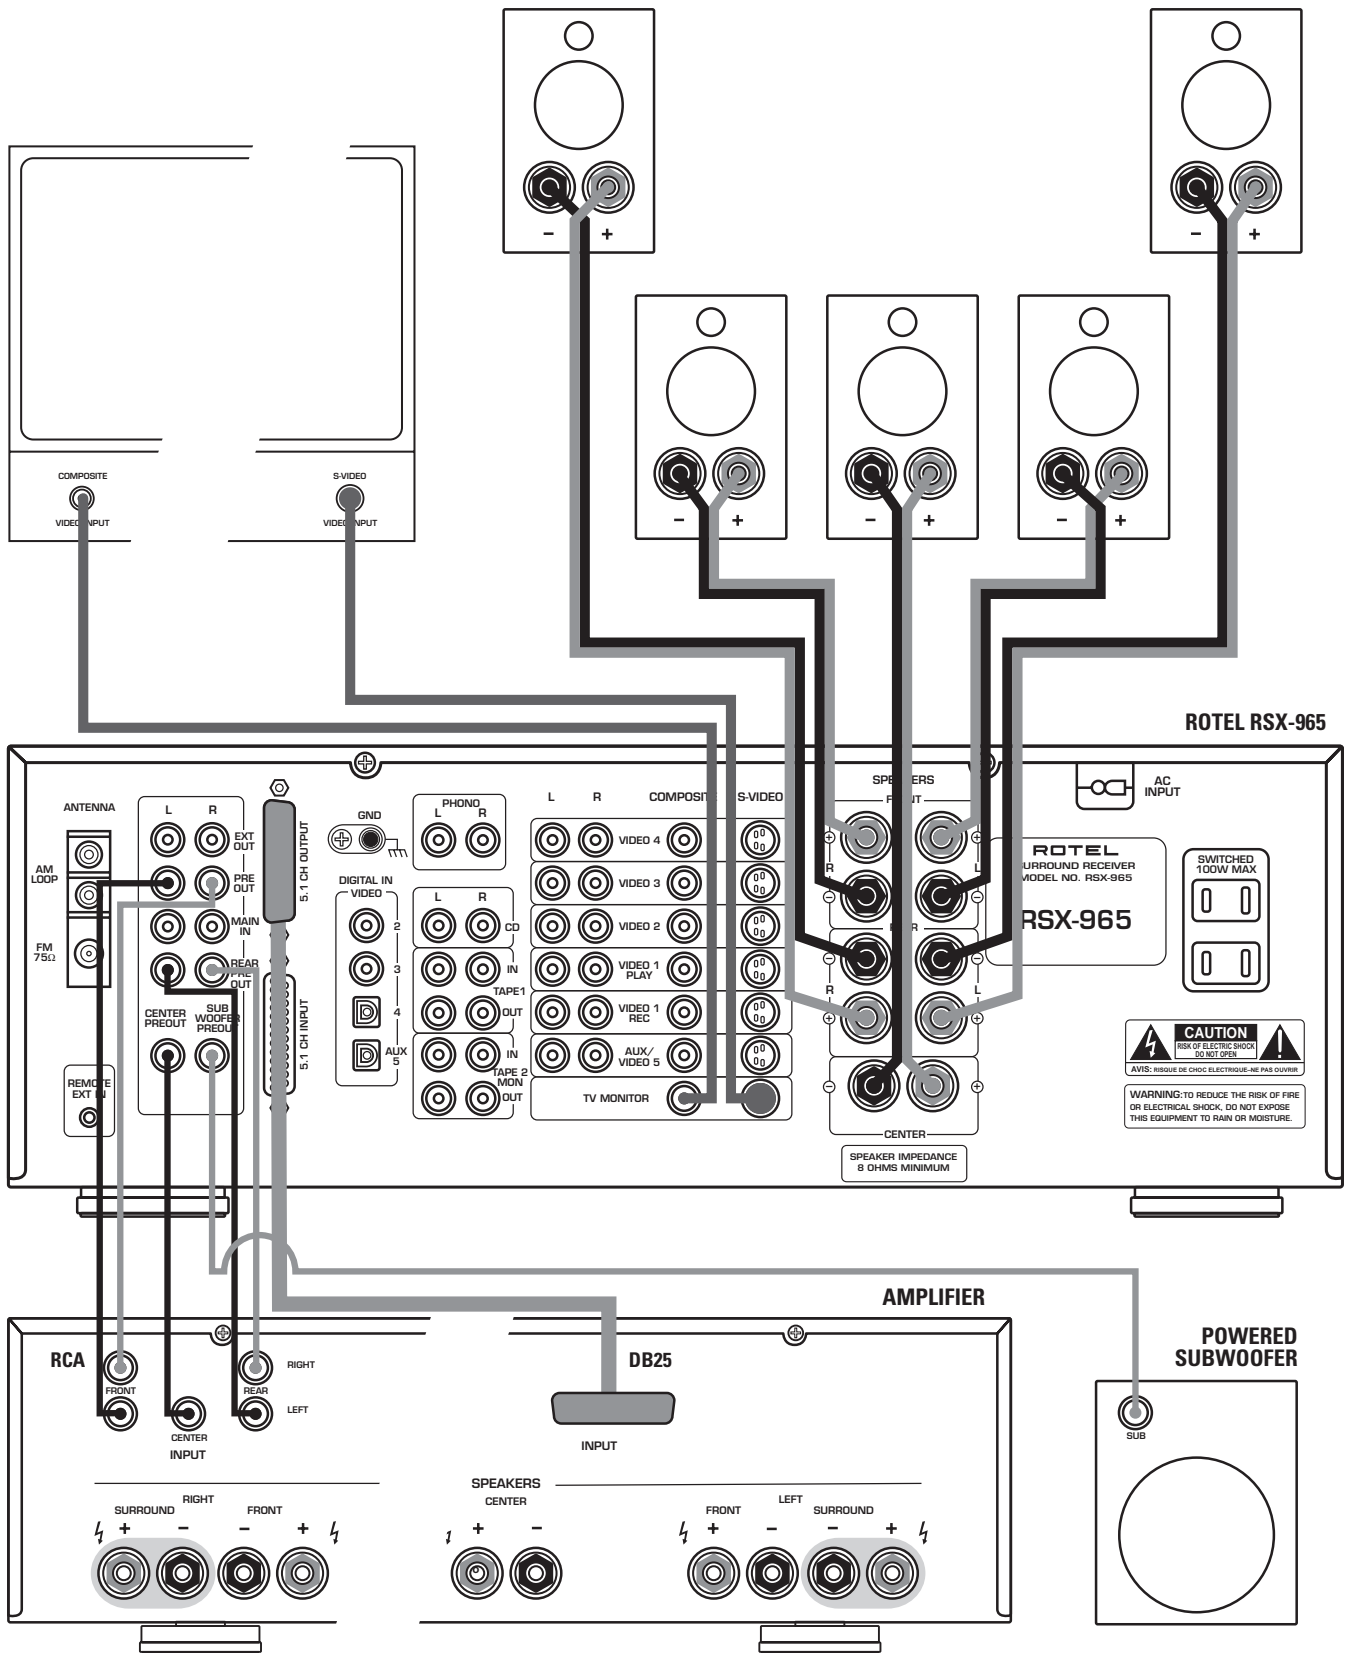 − +
− +
− +
− +
− +
COMPOSITE
S-VIDEO
VIDEO INPUT
VIDEO INPUT
ROTEL RSX-965
ANTENNA
AM
LOOP
FM
75Ω
L R
EXT
OUT
PRE
OUT
MAIN
IN
REAR
PRE
OUT
CENTER
PREOUT
SUB
WOOFER
PREOUT
REMOTE
EXT IN
5.1 CH OUTPUT
5.1 CH INPUT
GND
DIGITAL IN
VIDEO
2
3
4
AUX
5
PHONO
L R
L R
CD
IN
TAPE1
OUT
IN
TAPE 2
MON
OUT
L R COMPOSITE S-VIDEO
VIDEO 4
VIDEO 3
VIDEO 2
VIDEO 1
PLAY
VIDEO 1
REC
AUX/
VIDEO 5
TV MONITOR
SPEAKERS
FRONT
+ +
R L
− −
REAR
− −
R L
+ +
− +
CENTER
SPEAKER IMPEDANCE
8 OHMS MINIMUM
AC
INPUT
ROTEL
SURROUND RECEIVER
MODEL NO. RSX-965
RSX-965
SWITCHED
100W MAX
CAUTION
RISK OF ELECTRIC SHOCK
DO NOT OPEN
AVIS: RISQUE DE CHOC ELECTRIQUE-NE PAS OUVRIR
WARNING: TO REDUCE THE RISK OF FIRE
OR ELECTRICAL SHOCK, DO NOT EXPOSE
THIS EQUIPMENT TO RAIN OR MOISTURE.
AMPLIFIER
RCA
FRONT
CENTER
REAR
RIGHT
LEFT
INPUT
DB25
INPUT
SPEAKERS
RIGHT
SURROUND FRONT
+ − − +
CENTER
+ −
LEFT
FRONT SURROUND
+ − − +
POWERED
SUBWOOFER
SUB